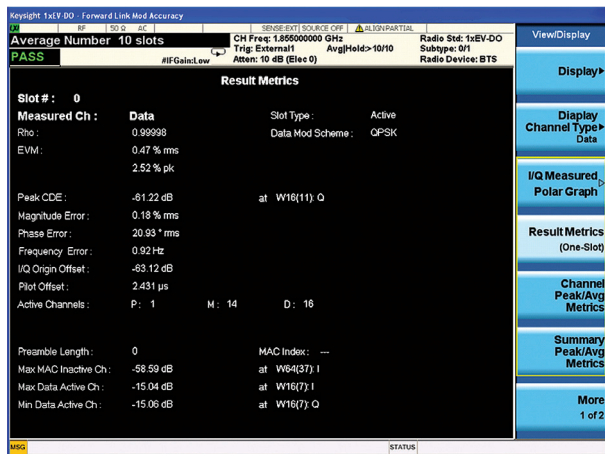 Keysight 1xEV-DO - Forward Link Mod Accuracy
RF 50 Ω AC SENSE:EXT SOURCE OFF ALIGN PARTIAL
Average Number 10 slots
PASS
#IFGain:Low
CH Freq: 1.855000000 GHz
Trig: External1 Avg|Hold:>10/10
Atten: 10 dB (Elec 0)
Radio Std: 1xEV-DO
Subtype: 0/1
Radio Device: BTS
Result Metrics
Slot #: 0
Measured Ch: Data Slot Type: Active
Rho: 0.99998 Data Mod Scheme: QPSK
EVM: 0.47 % rms
2.52 % pk
Peak CDE: -61.22 dB at W16(11): Q
Magnitude Error: 0.18 % rms
Phase Error: 20.93 ° rms
Frequency Error: 0.92 Hz
I/Q Origin Offset: -63.12 dB
Pilot Offset: 2.431 µs
Active Channels: P: 1 M: 14 D: 16
Preamble Length: 0 MAC Index: ---
Max MAC Inactive Ch: -58.59 dB at W64(37): I
Max Data Active Ch: -15.04 dB at W16(7): I
Min Data Active Ch: -15.06 dB at W16(7): Q
View/Display
Display
Diaplay
Channel Type
Data
I/Q Measured
Polar Graph
Result Metrics
(One-Slot)
Channel
Peak/Avg
Metrics
Summary
Peak/Avg
Metrics
More
1 of 2
MSG
STATUS